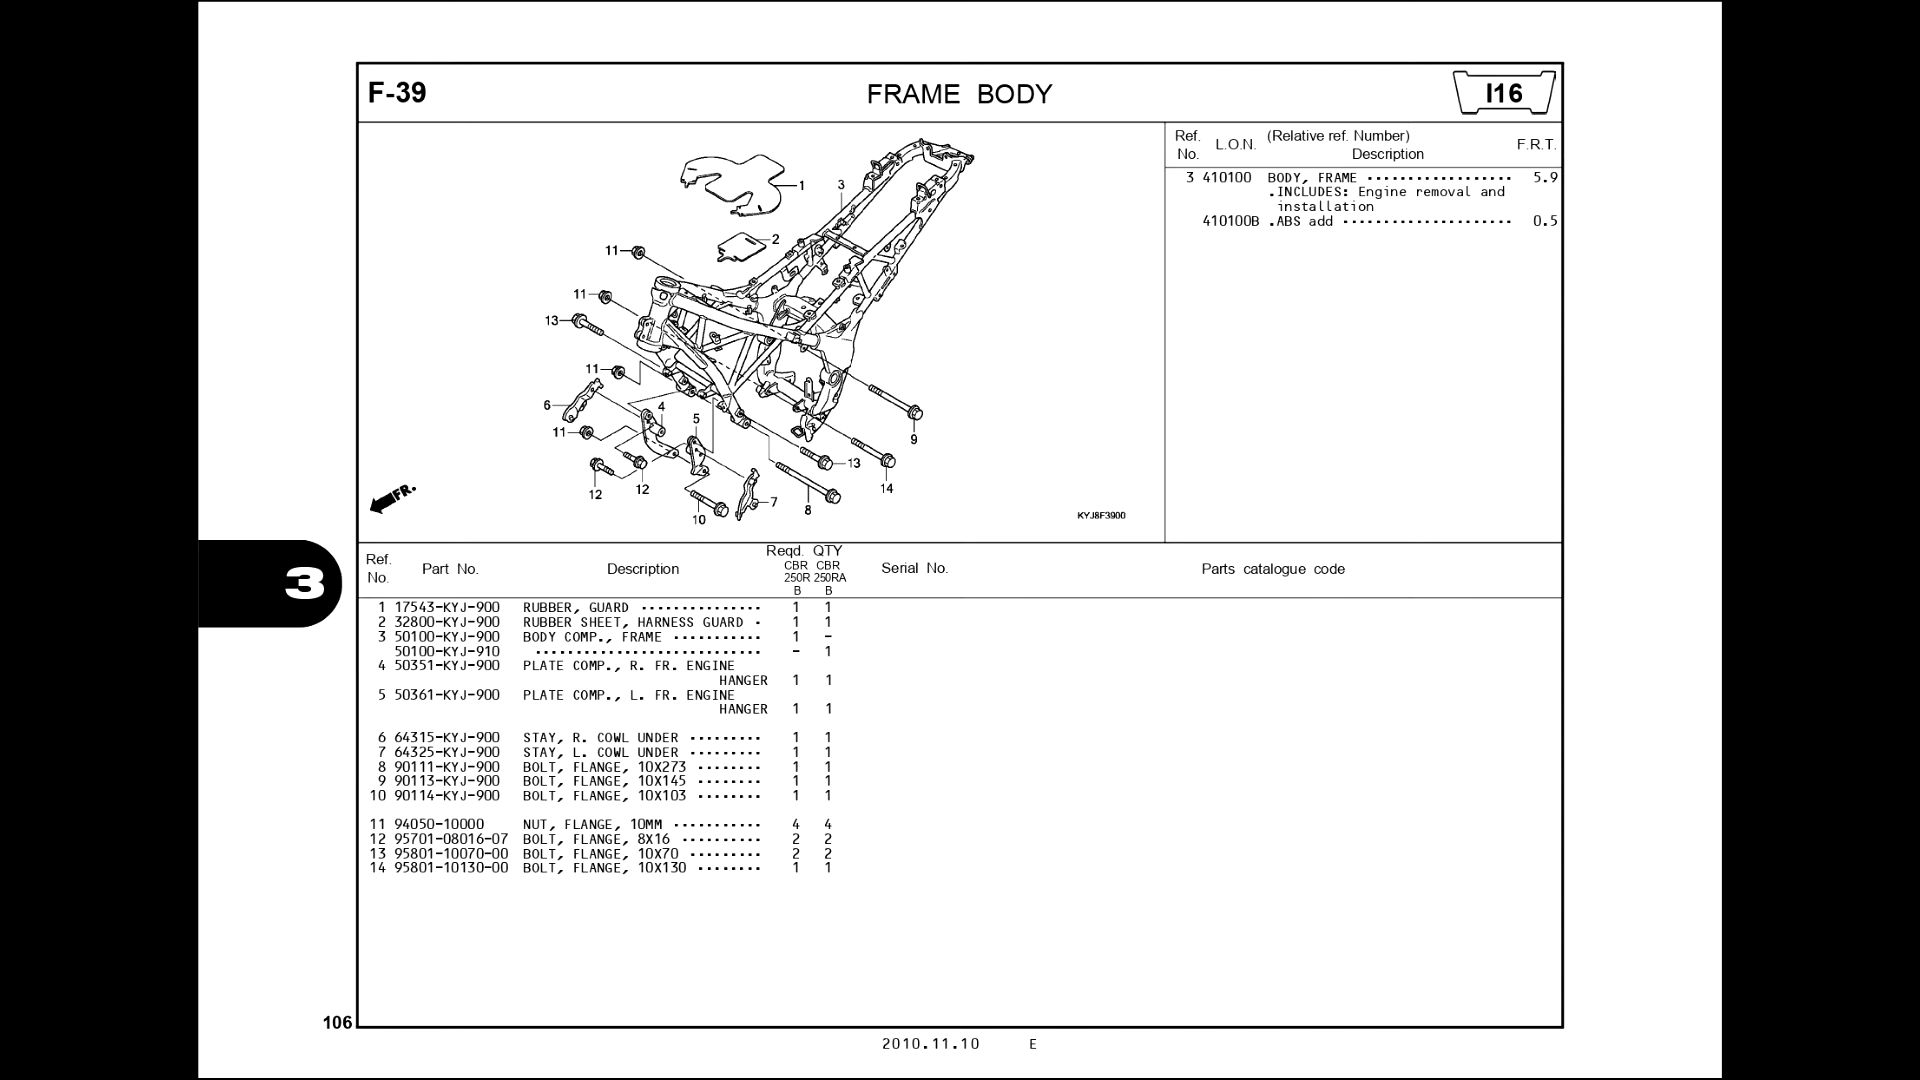 F-39 FRAME BODY I16
1
2
3
11
11
13
11
6
4
5
11
12
12
10
7
8
13
14
9
FR.
KYJ8F3900
Ref. No. L.O.N. (Relative ref. Number) Description F.R.T.
3 410100 BODY, FRAME ················· 5.9
.INCLUDES: Engine removal and
installation
410100B .ABS add ····················· 0.5
3
Ref. No. Part No. Description Reqd. QTY Serial No. Parts catalogue code
CBR CBR
250R 250RA
B B
1 17543-KYJ-900 RUBBER, GUARD ··············· 1 1
2 32800-KYJ-900 RUBBER SHEET, HARNESS GUARD · 1 1
3 50100-KYJ-900 BODY COMP., FRAME ··········· 1 -
50100-KYJ-910 ···························· - 1
4 50351-KYJ-900 PLATE COMP., R. FR. ENGINE
HANGER 1 1
5 50361-KYJ-900 PLATE COMP., L. FR. ENGINE
HANGER 1 1
6 64315-KYJ-900 STAY, R. COWL UNDER ········· 1 1
7 64325-KYJ-900 STAY, L. COWL UNDER ········· 1 1
8 90111-KYJ-900 BOLT, FLANGE, 10X273 ········ 1 1
9 90113-KYJ-900 BOLT, FLANGE, 10X145 ········ 1 1
10 90114-KYJ-900 BOLT, FLANGE, 10X103 ········ 1 1
11 94050-10000 NUT, FLANGE, 10MM ··········· 4 4
12 95701-08016-07 BOLT, FLANGE, 8X16 ·········· 2 2
13 95801-10070-00 BOLT, FLANGE, 10X70 ········· 2 2
14 95801-10130-00 BOLT, FLANGE, 10X130 ········ 1 1
106
2010.11.10 E